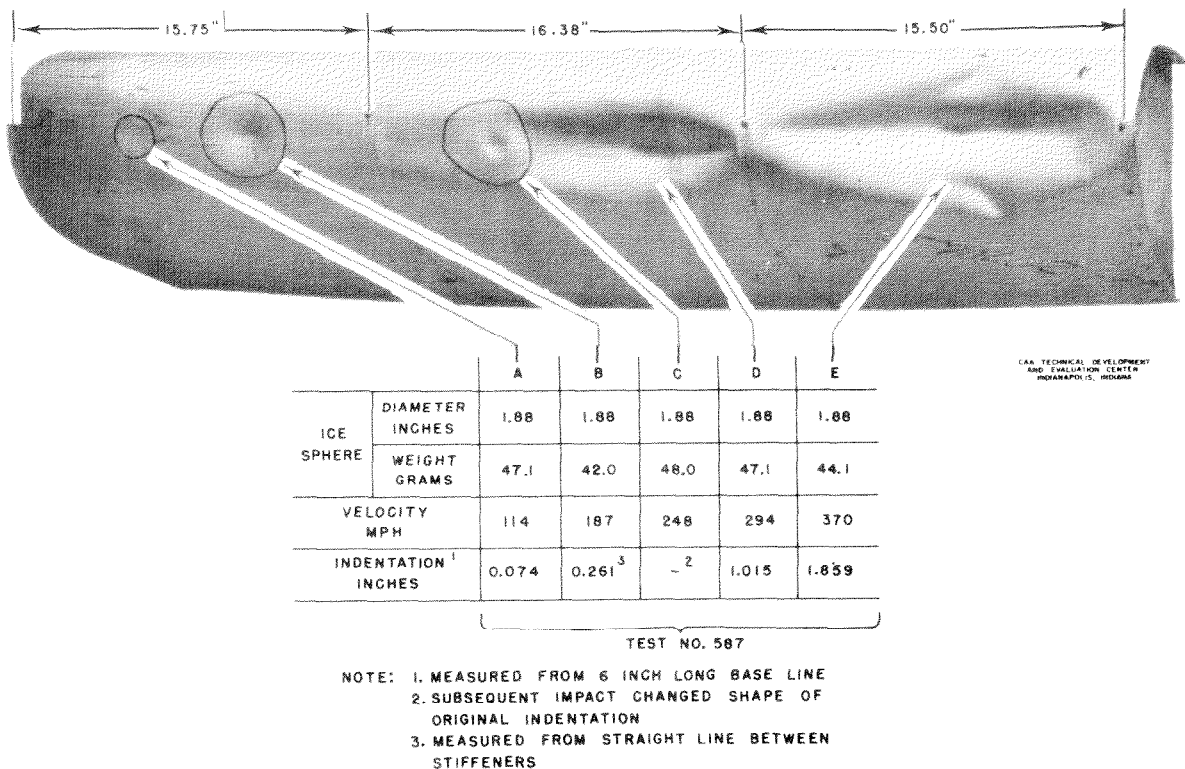 15.75" 16.38" 15.50"
CAA TECHNICAL DEVELOPMENT
AND EVALUATION CENTER
INDIANAPOLIS, INDIANA
A B C D E
ICE SPHERE
DIAMETER INCHES 1.88 1.88 1.88 1.88 1.88
WEIGHT GRAMS 47.1 42.0 48.0 47.1 44.1
VELOCITY MPH 114 187 248 294 370
INDENTATION¹ INCHES 0.074 0.261³ -² 1.015 1.859
TEST NO. 587
NOTE: 1. MEASURED FROM 6 INCH LONG BASE LINE
2. SUBSEQUENT IMPACT CHANGED SHAPE OF
ORIGINAL INDENTATION
3. MEASURED FROM STRAIGHT LINE BETWEEN
STIFFENERS